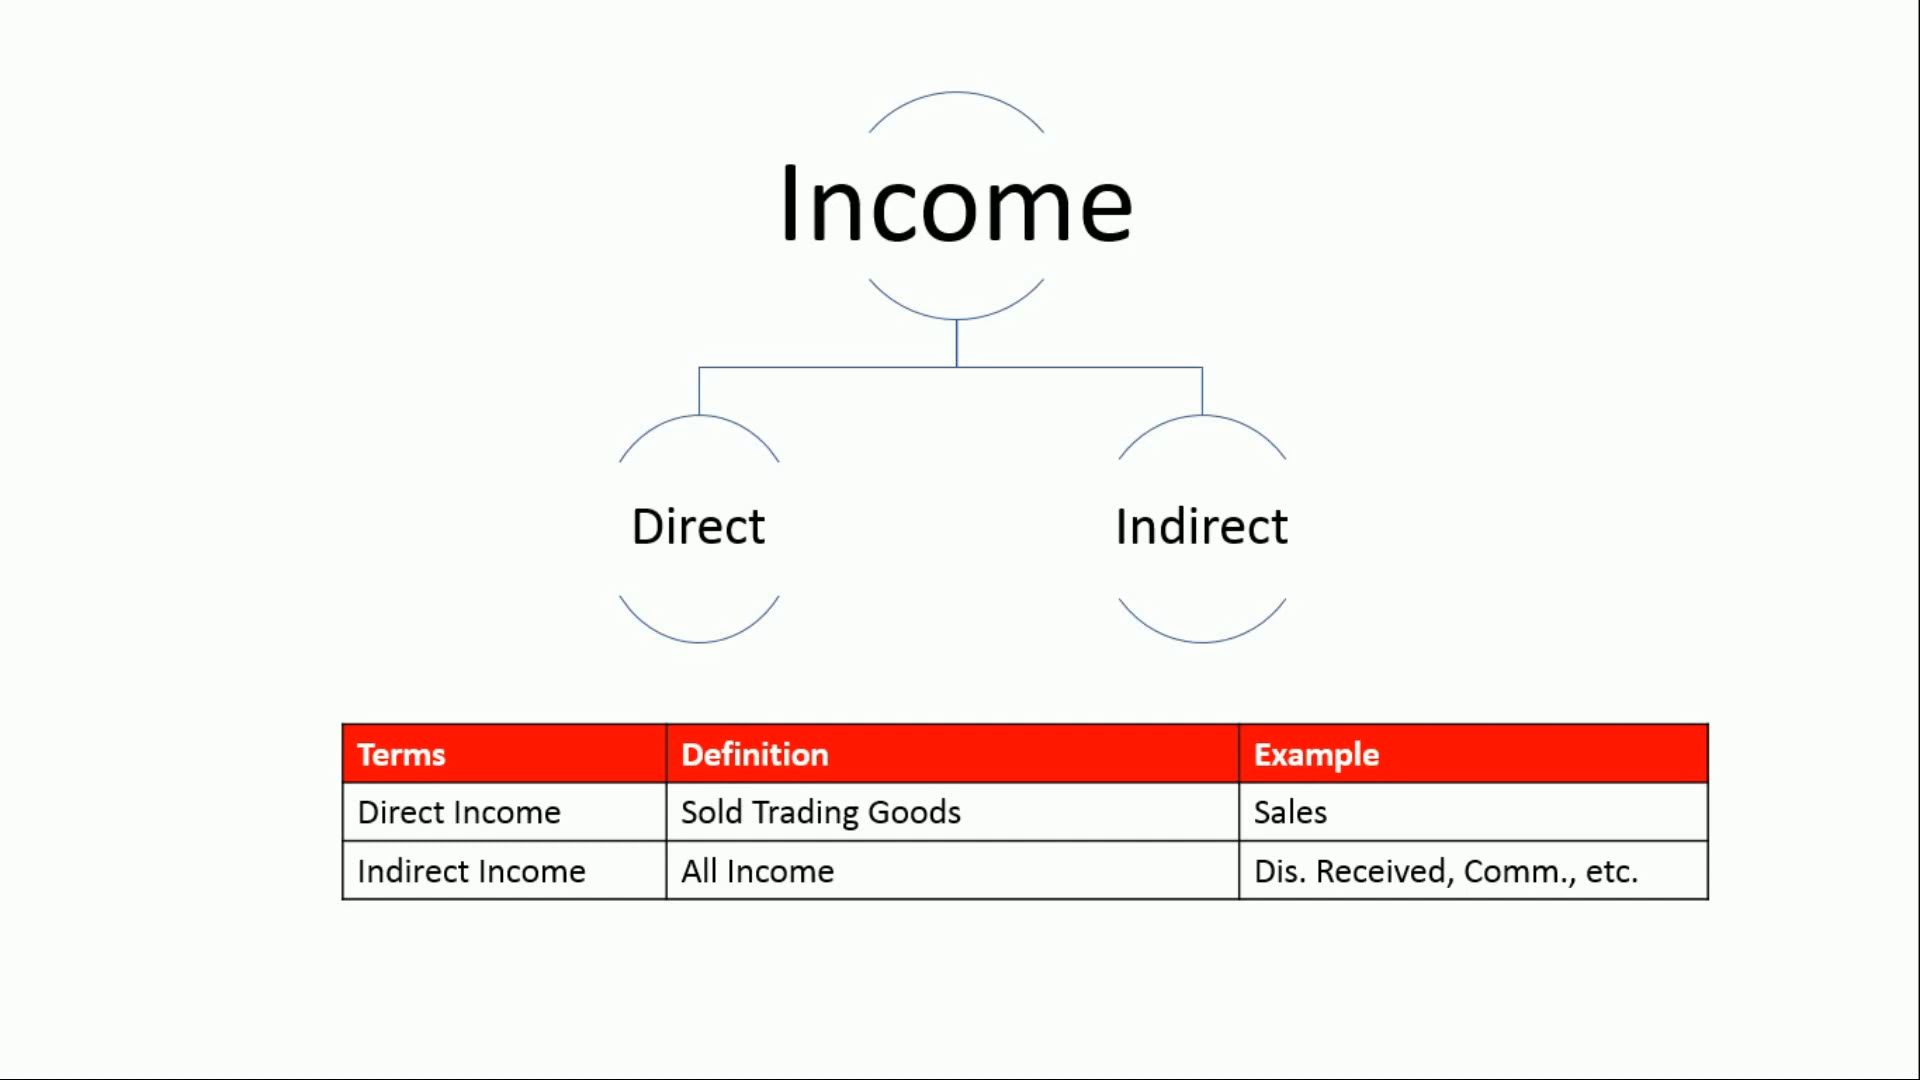 Income
Direct
Indirect
Terms Definition Example
Direct Income Sold Trading Goods Sales
Indirect Income All Income Dis. Received, Comm., etc.